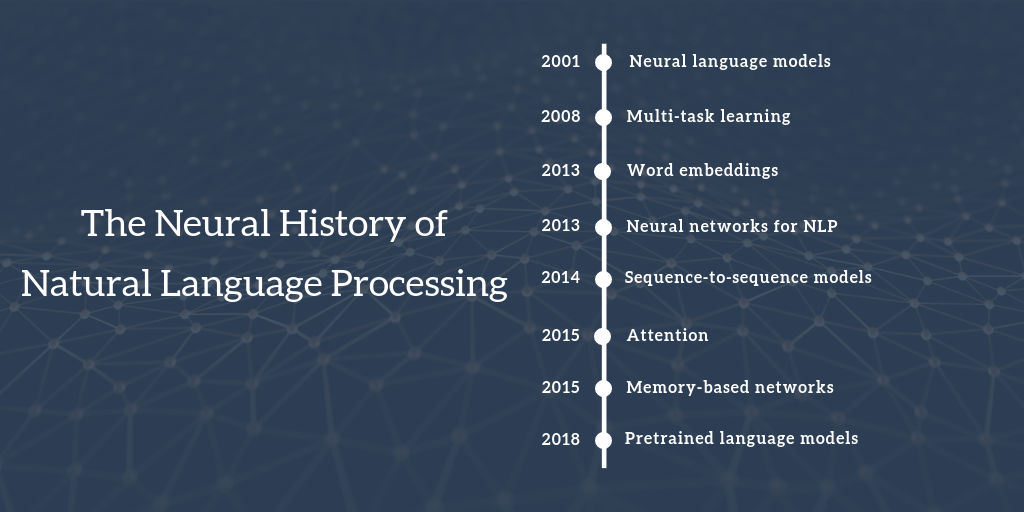 The Neural History of
Natural Language Processing
2001 Neural language models
2008 Multi-task learning
2013 Word embeddings
2013 Neural networks for NLP
2014 Sequence-to-sequence models
2015 Attention
2015 Memory-based networks
2018 Pretrained language models